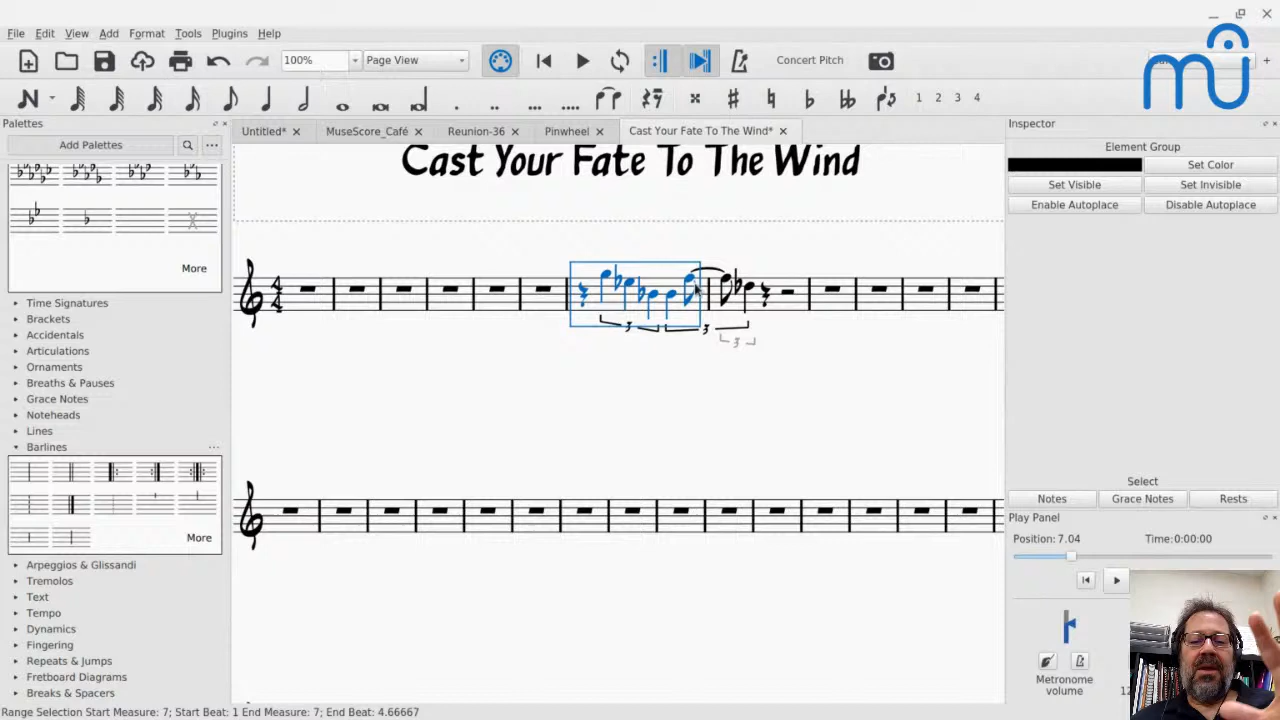 File Edit View Add Format Tools Plugins Help
100% Page View Concert Pitch
1 2 3 4
Palettes
Untitled* MuseScore_Café Reunion-36 Pinwheel Cast Your Fate To The Wind*
Inspector
Add Palettes
Element Group
Cast Your Fate To The Wind
Set Color
Set Visible Set Invisible
Enable Autoplace Disable Autoplace
More
Time Signatures
Brackets
Accidentals
Articulations
Ornaments
Breaths & Pauses
Grace Notes
Noteheads
Lines
Barlines
More
4
4
3 3
3
Select
Notes Grace Notes Rests
Play Panel
Position: 7.04 Time:0:00:00
Arpeggios & Glissandi
Tremolos
Text
Tempo
Dynamics
Fingering
Repeats & Jumps
Fretboard Diagrams
Breaks & Spacers
Metronome
volume
Range Selection Start Measure: 7; Start Beat: 1 End Measure: 7; End Beat: 4.66667